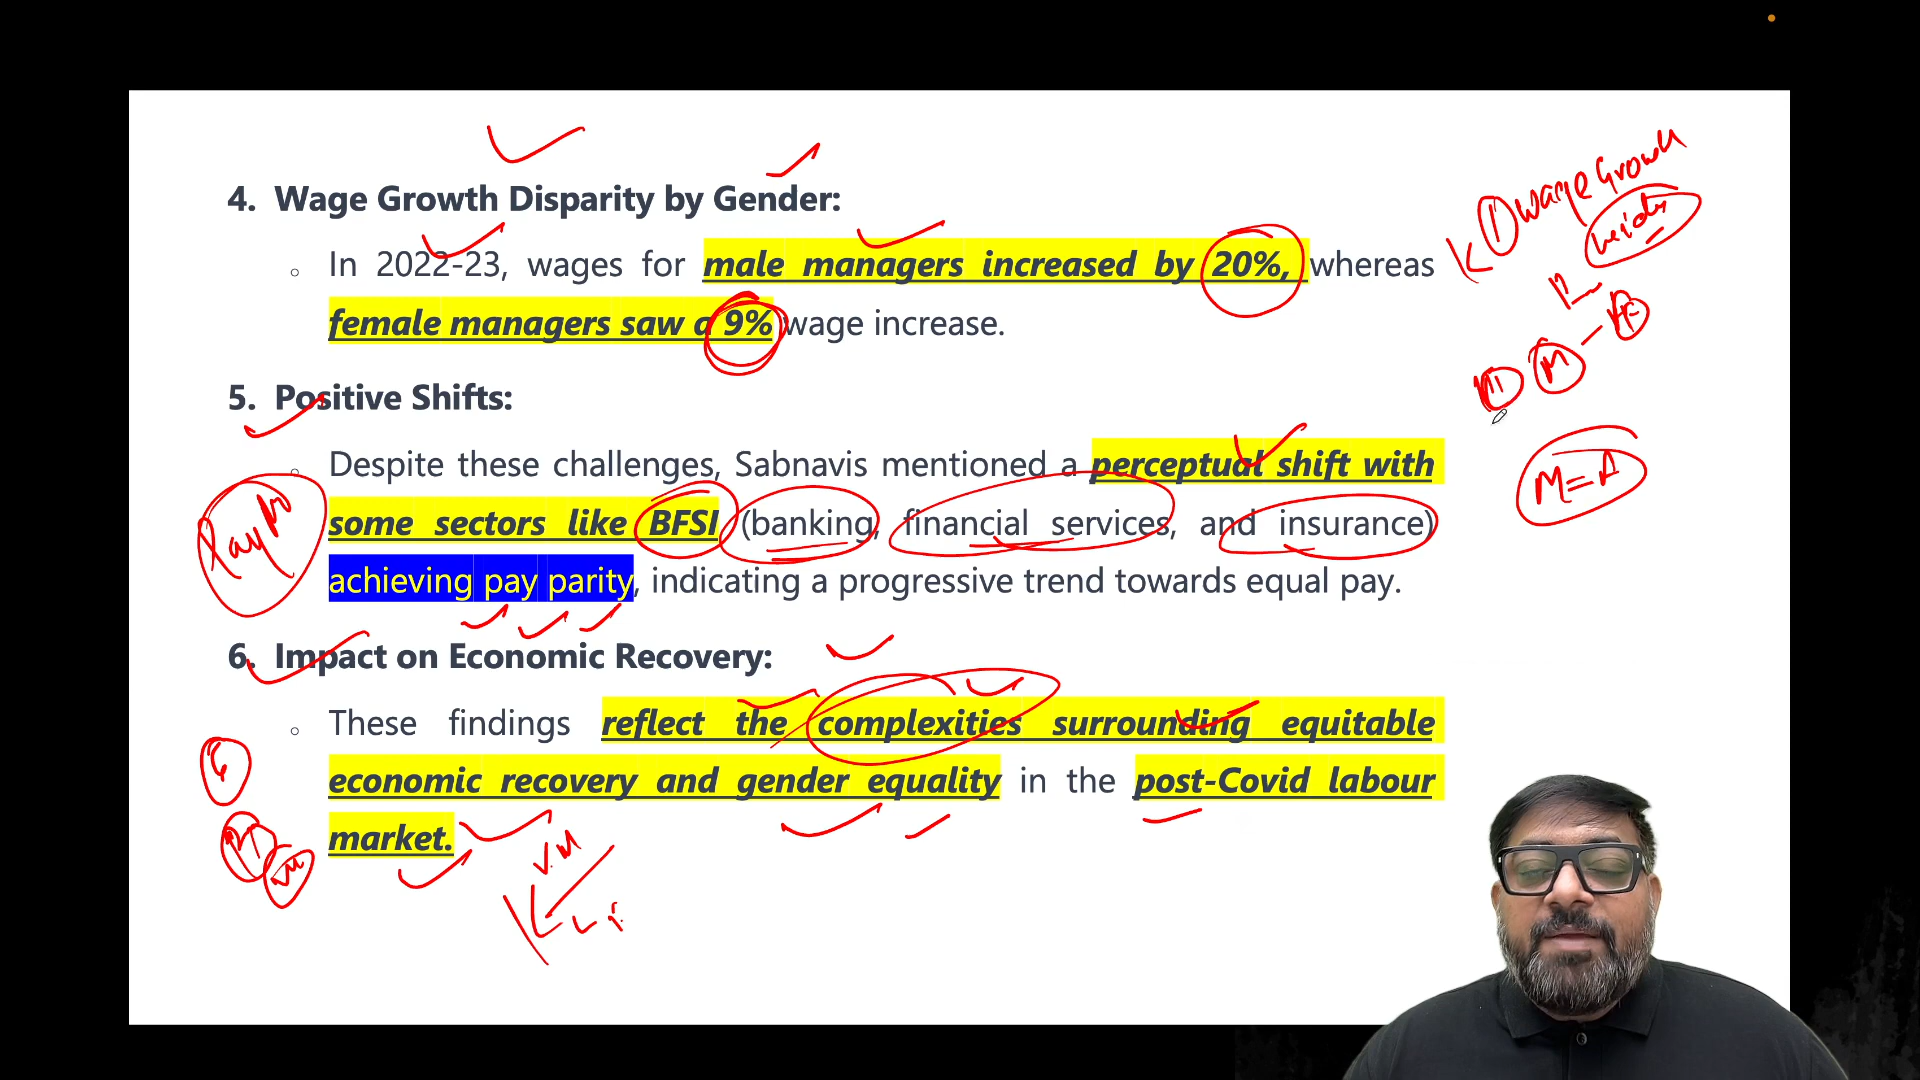 4. Wage Growth Disparity by Gender:
○ In 2022-23, wages for male managers increased by 20%, whereas
female managers saw a 9% wage increase.
5. Positive Shifts:
○ Despite these challenges, Sabnavis mentioned a perceptual shift with
some sectors like BFSI (banking, financial services, and insurance)
achieving pay parity, indicating a progressive trend towards equal pay.
6. Impact on Economic Recovery:
○ These findings reflect the complexities surrounding equitable
economic recovery and gender equality in the post-Covid labour
market.
wage Growth
Pay
V.M